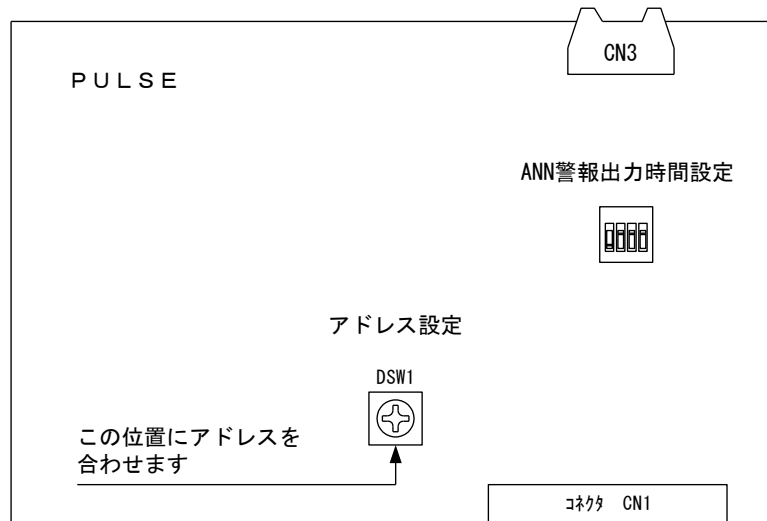 CN3
ＰＵＬＳＥ
ANN警報出力時間設定
アドレス設定
DSW1
この位置にアドレスを
合わせます
ｺﾈｸﾀ CN1